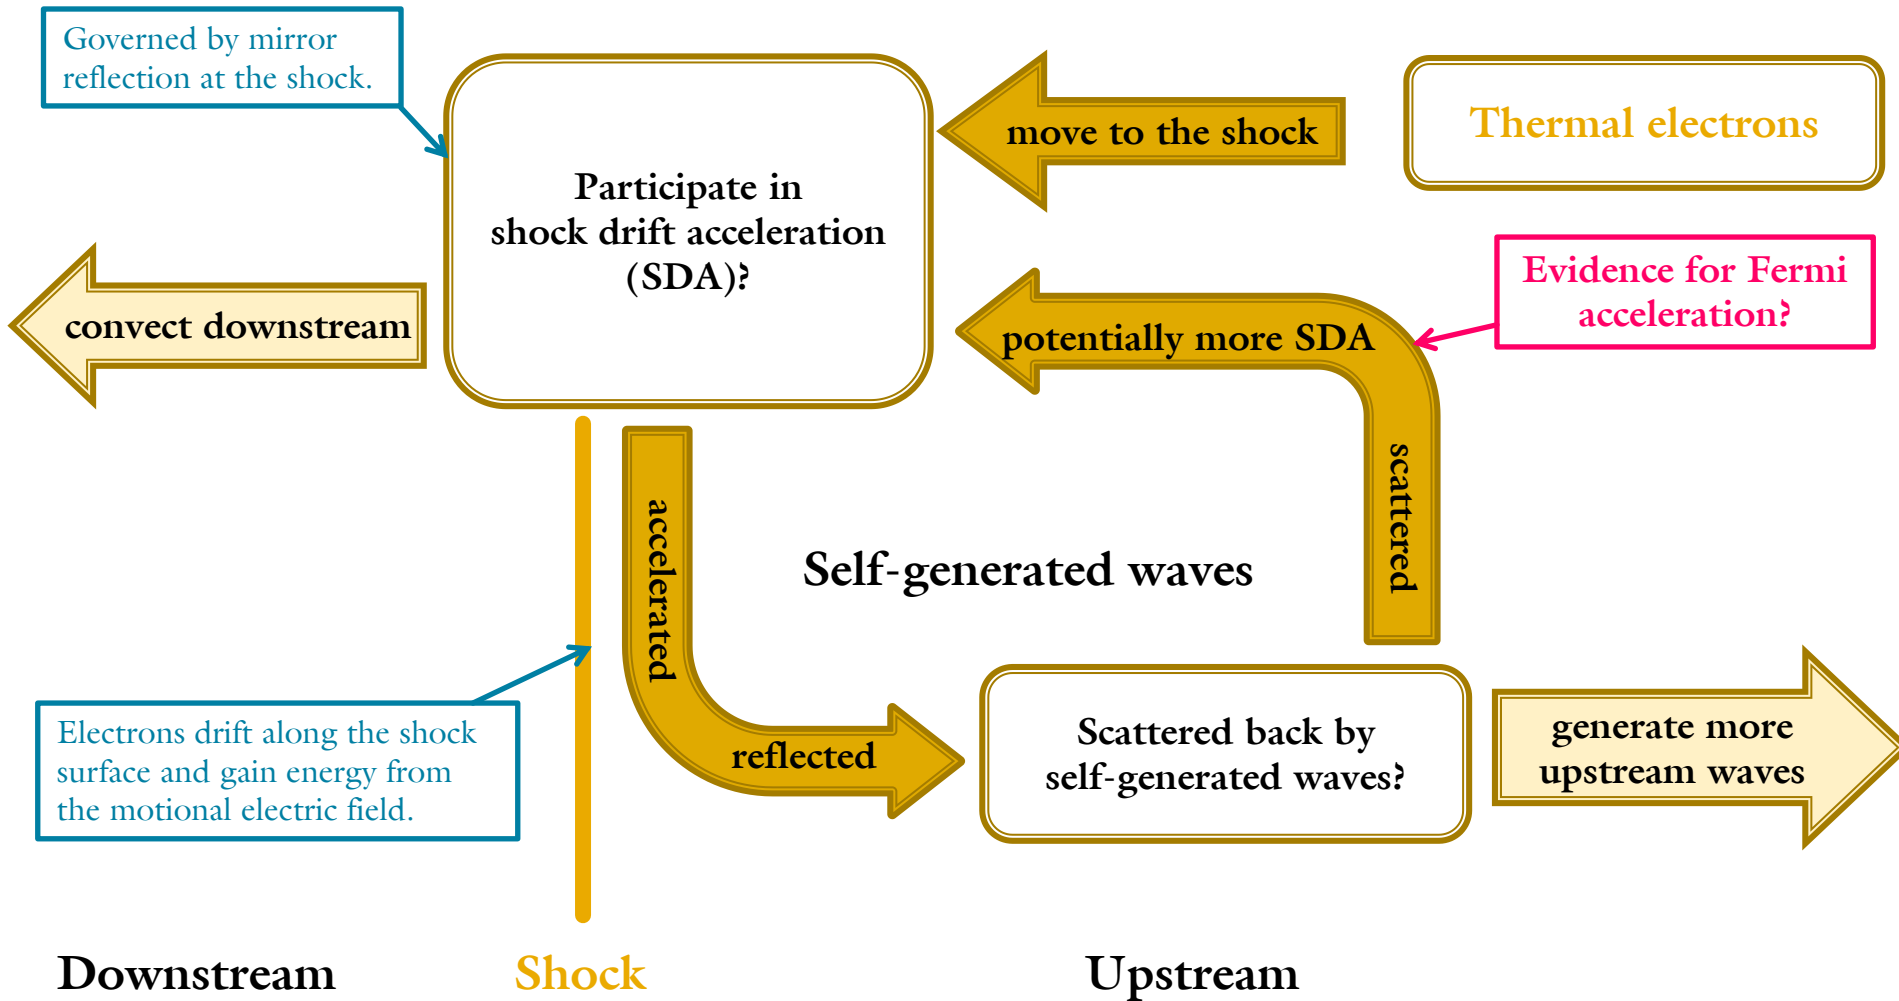 Governed by mirror
reflection at the shock.
Participate in
shock drift acceleration
(SDA)?
move to the shock
Thermal electrons
convect downstream
potentially more SDA
Evidence for Fermi
acceleration?
scattered
accelerated
Self-generated waves
Electrons drift along the shock
surface and gain energy from
the motional electric field.
reflected
Scattered back by
self-generated waves?
generate more
upstream waves
Downstream
Shock
Upstream